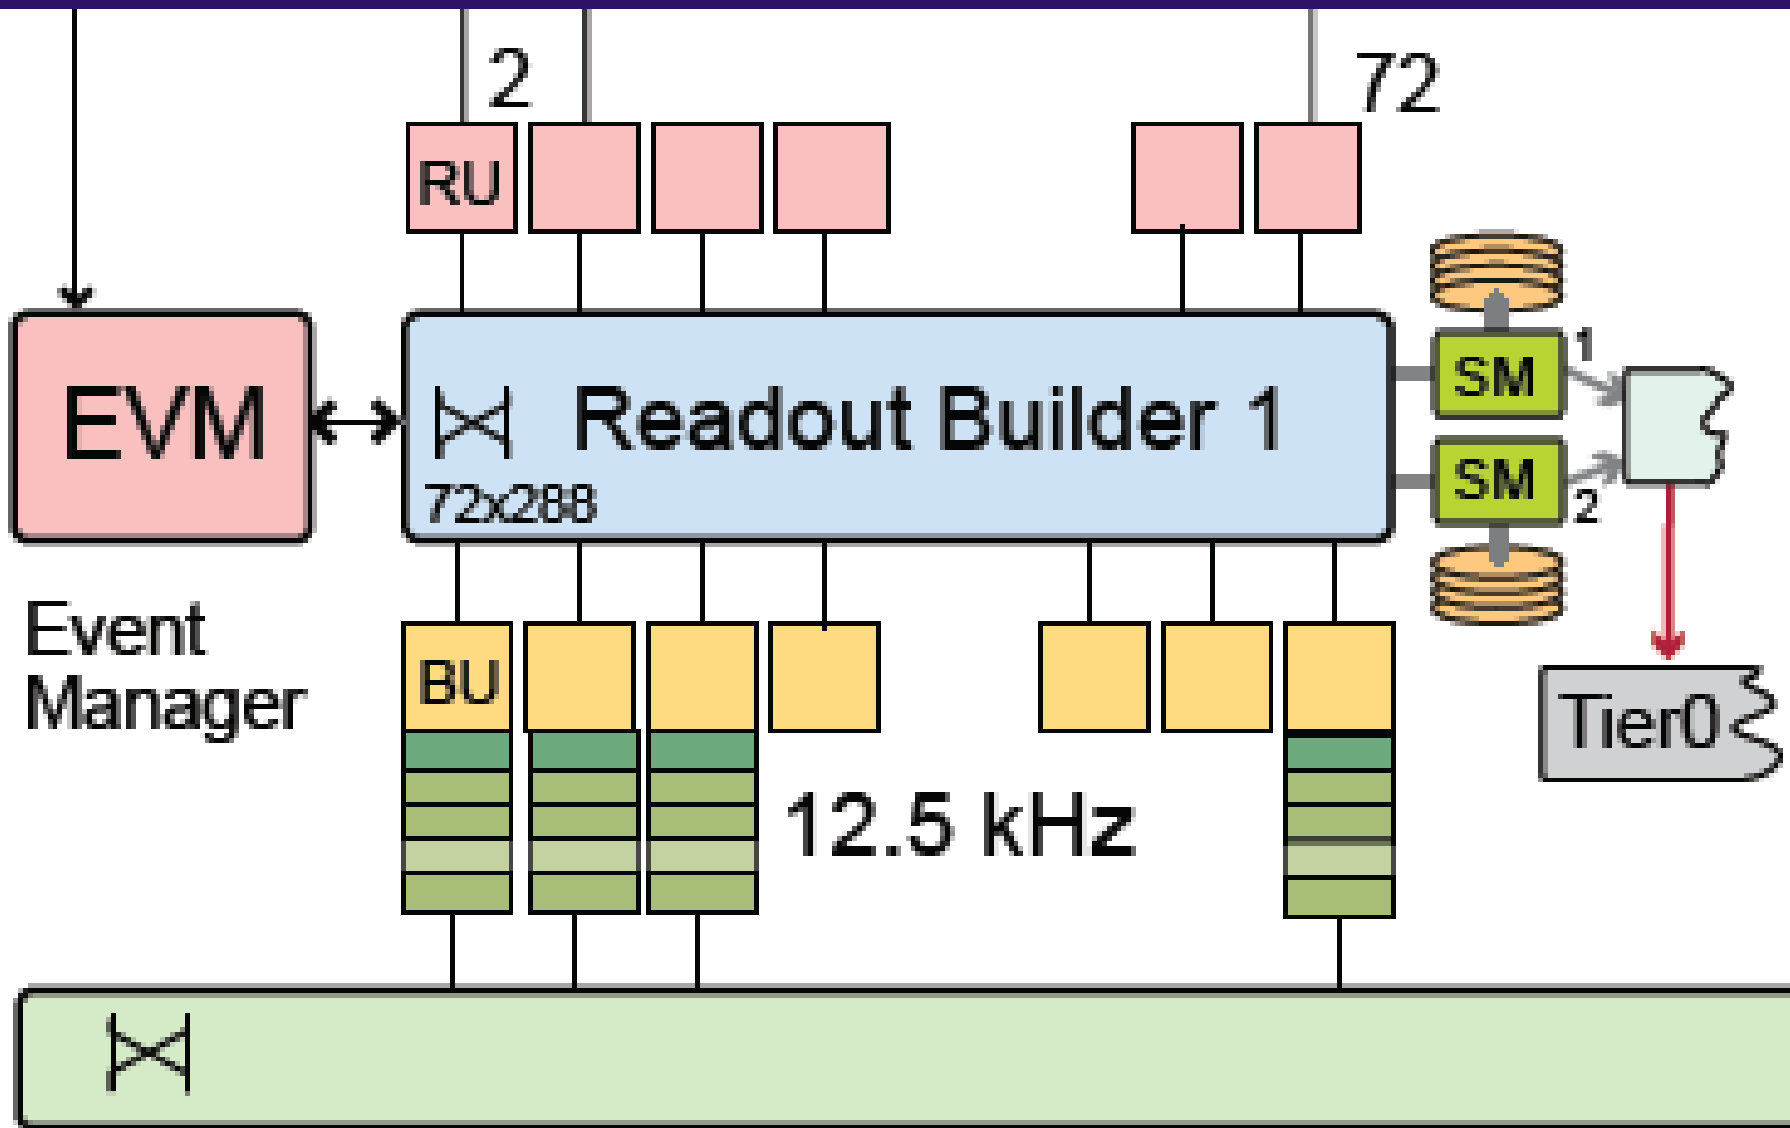 2
72
RU
EVM
Readout Builder 1
72x288
SM
1
SM
2
Event
Manager
BU
Tier0
12.5 kHz